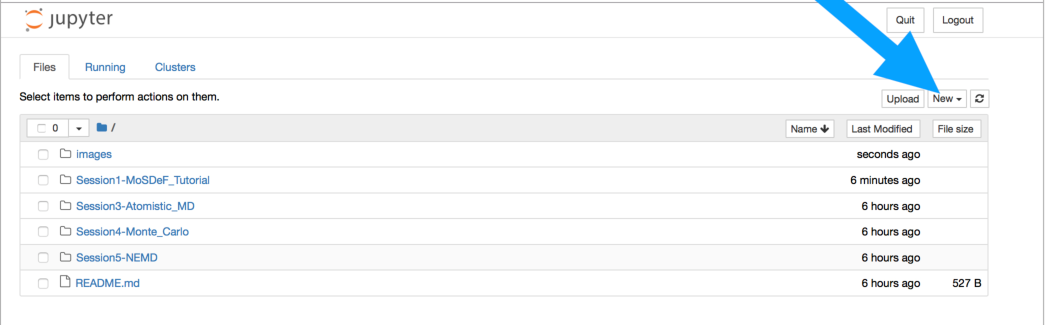 jupyter
Quit Logout
Files Running Clusters
Select items to perform actions on them.
Upload New
0 / Name Last Modified File size
images seconds ago
Session1-MoSDeF_Tutorial 6 minutes ago
Session3-Atomistic_MD 6 hours ago
Session4-Monte_Carlo 6 hours ago
Session5-NEMD 6 hours ago
README.md 6 hours ago 527 B